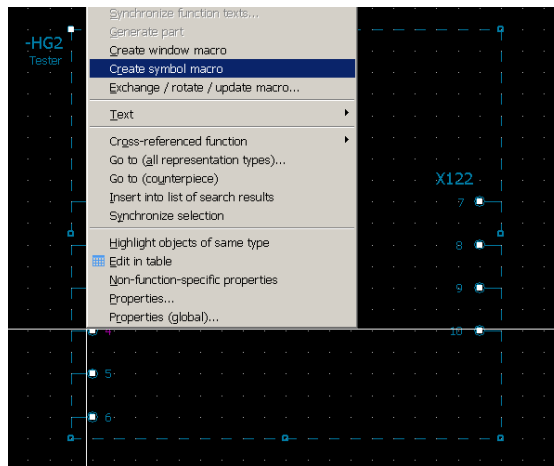 Synchronize function texts...
Generate part
-HG2
Create window macro
Tester
Create symbol macro
Exchange / rotate / update macro...
Text
Cross-referenced function
Go to (all representation types)...
Go to (counterpiece)
X122
Insert into list of search results
7
Synchronize selection
Highlight objects of same type
8
Edit in table
Non-function-specific properties
9
Properties...
Properties (global)...
4
10
5
6